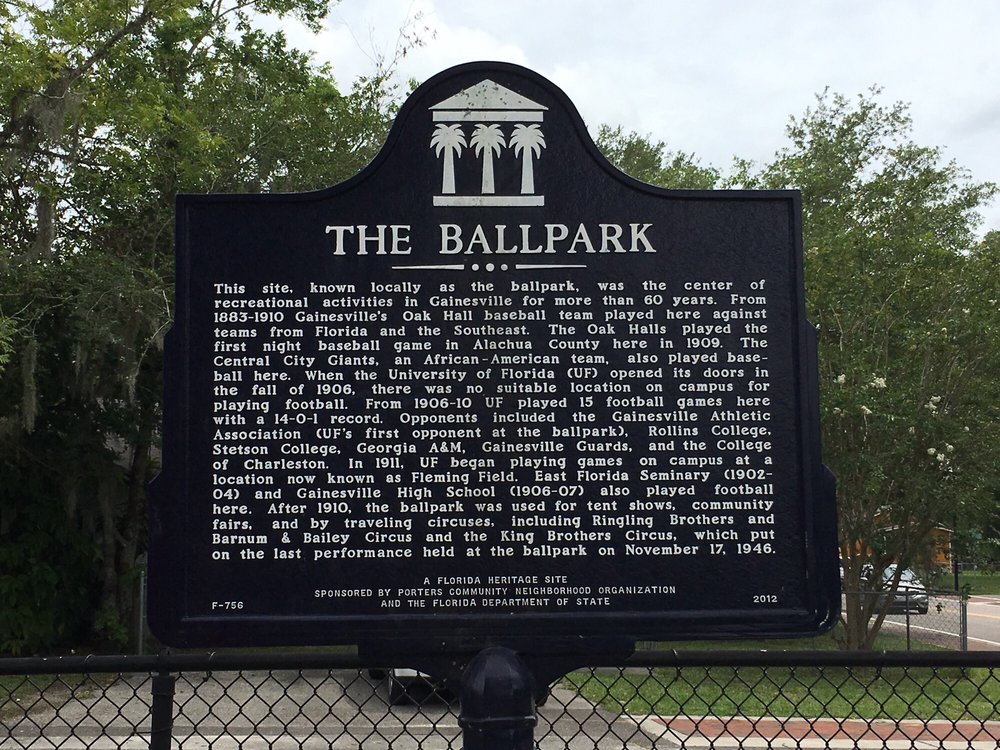 THE BALLPARK
This site, known locally as the ballpark, was the center of
recreational activities in Gainesville for more than 60 years. From
1883-1910 Gainesville's Oak Hall baseball team played here against
teams from Florida and the Southeast. The Oak Halls played the
first night baseball game in Alachua County here in 1909. The
Central City Giants, an African-American team, also played base-
ball here. When the University of Florida (UF) opened its doors in
the fall of 1906, there was no suitable location on campus for
playing football. From 1906-10 UF played 15 football games here
with a 14-0-1 record. Opponents included the Gainesville Athletic
Association (UF's first opponent at the ballpark), Rollins College,
Stetson College, Georgia A&M, Gainesville Guards, and the College
of Charleston. In 1911, UF began playing games on campus at a
location now known as Fleming Field. East Florida Seminary (1902-
04) and Gainesville High School (1906-07) also played football
here. After 1910, the ballpark was used for tent shows, community
fairs, and by traveling circuses, including Ringling Brothers and
Barnum & Bailey Circus and the King Brothers Circus, which put
on the last performance held at the ballpark on November 17, 1946.
A FLORIDA HERITAGE SITE
SPONSORED BY PORTERS COMMUNITY NEIGHBORHOOD ORGANIZATION
F-756 AND THE FLORIDA DEPARTMENT OF STATE 2012